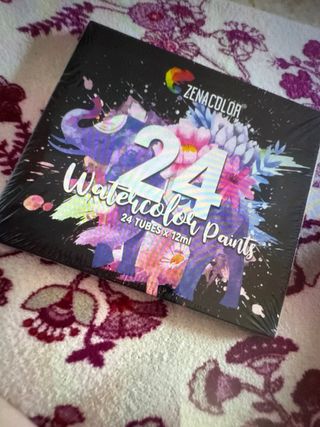 ZENACOLOR
24
Watercolor Paints
24 TUBES x 12ml